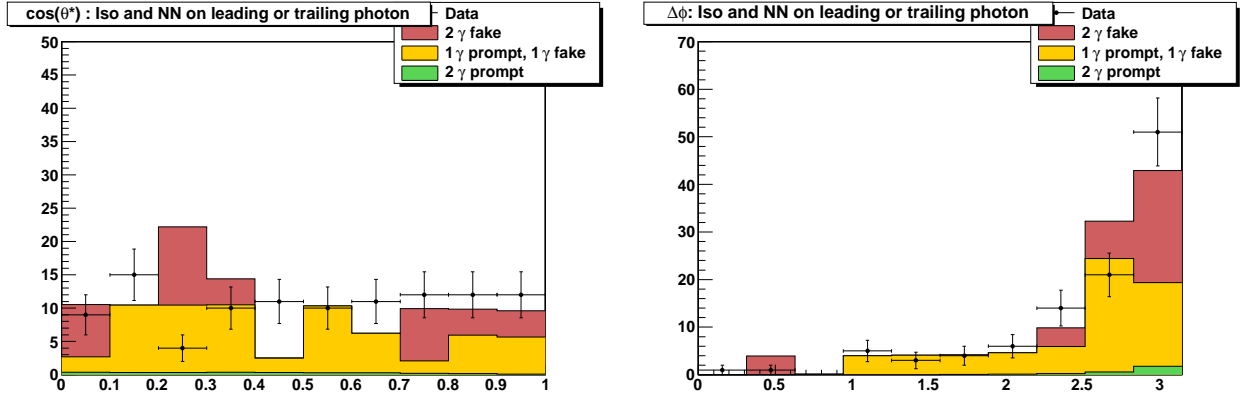 cos(θ*) : Iso and NN on leading or trailing photon
Data
2 γ fake
1 γ prompt, 1 γ fake
2 γ prompt
50
45
40
35
30
25
20
15
10
5
0
0 0.1 0.2 0.3 0.4 0.5 0.6 0.7 0.8 0.9 1
Δϕ: Iso and NN on leading or trailing photon
Data
2 γ fake
1 γ prompt, 1 γ fake
2 γ prompt
70
60
50
40
30
20
10
0
0 0.5 1 1.5 2 2.5 3